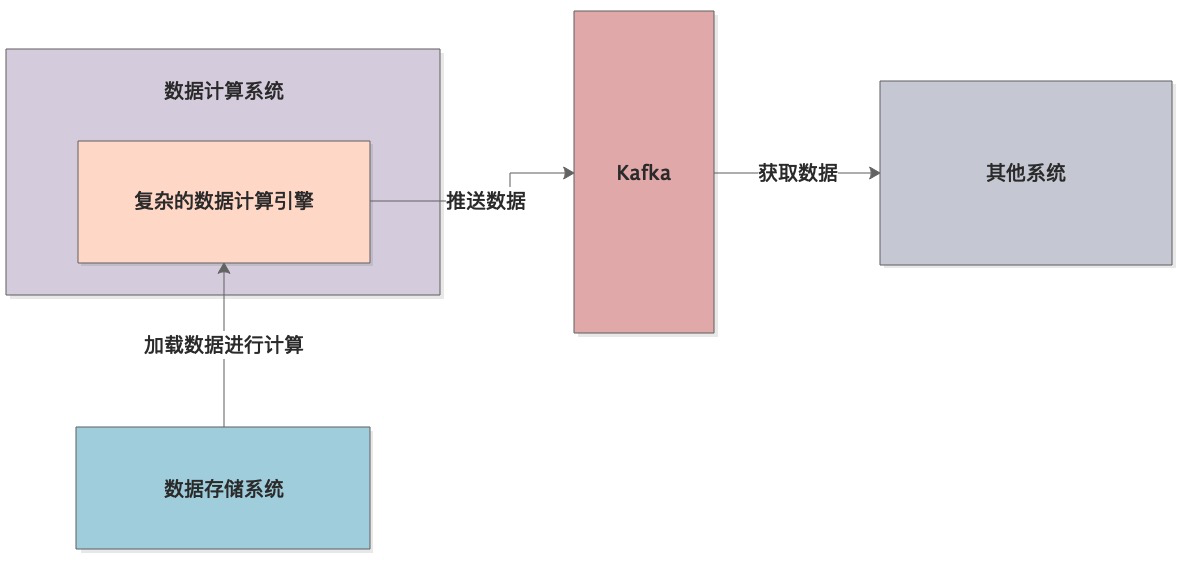 数据计算系统
复杂的数据计算引擎
推送数据
Kafka
获取数据
其他系统
加载数据进行计算
数据存储系统